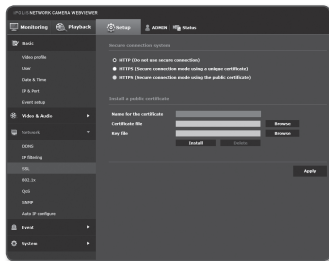 iPOLiS NETWORK CAMERA WEBVIEWER
Monitoring Playback Setup ADMIN Status
Basic
Video profile
User
Date & Time
IP & Port
Event setup
Video & Audio
Network
DDNS
IP filtering
SSL
802.1x
QoS
SNMP
Auto IP configure
Event
System
Secure connection system
HTTP (Do not use secure connection)
HTTPS (Secure connection mode using a unique certificate)
HTTPS (Secure connection mode using the public certificate)
Install a public certificate
Name for the certificate
Certificate file Browse
Key file Browse
Install Delete
Apply